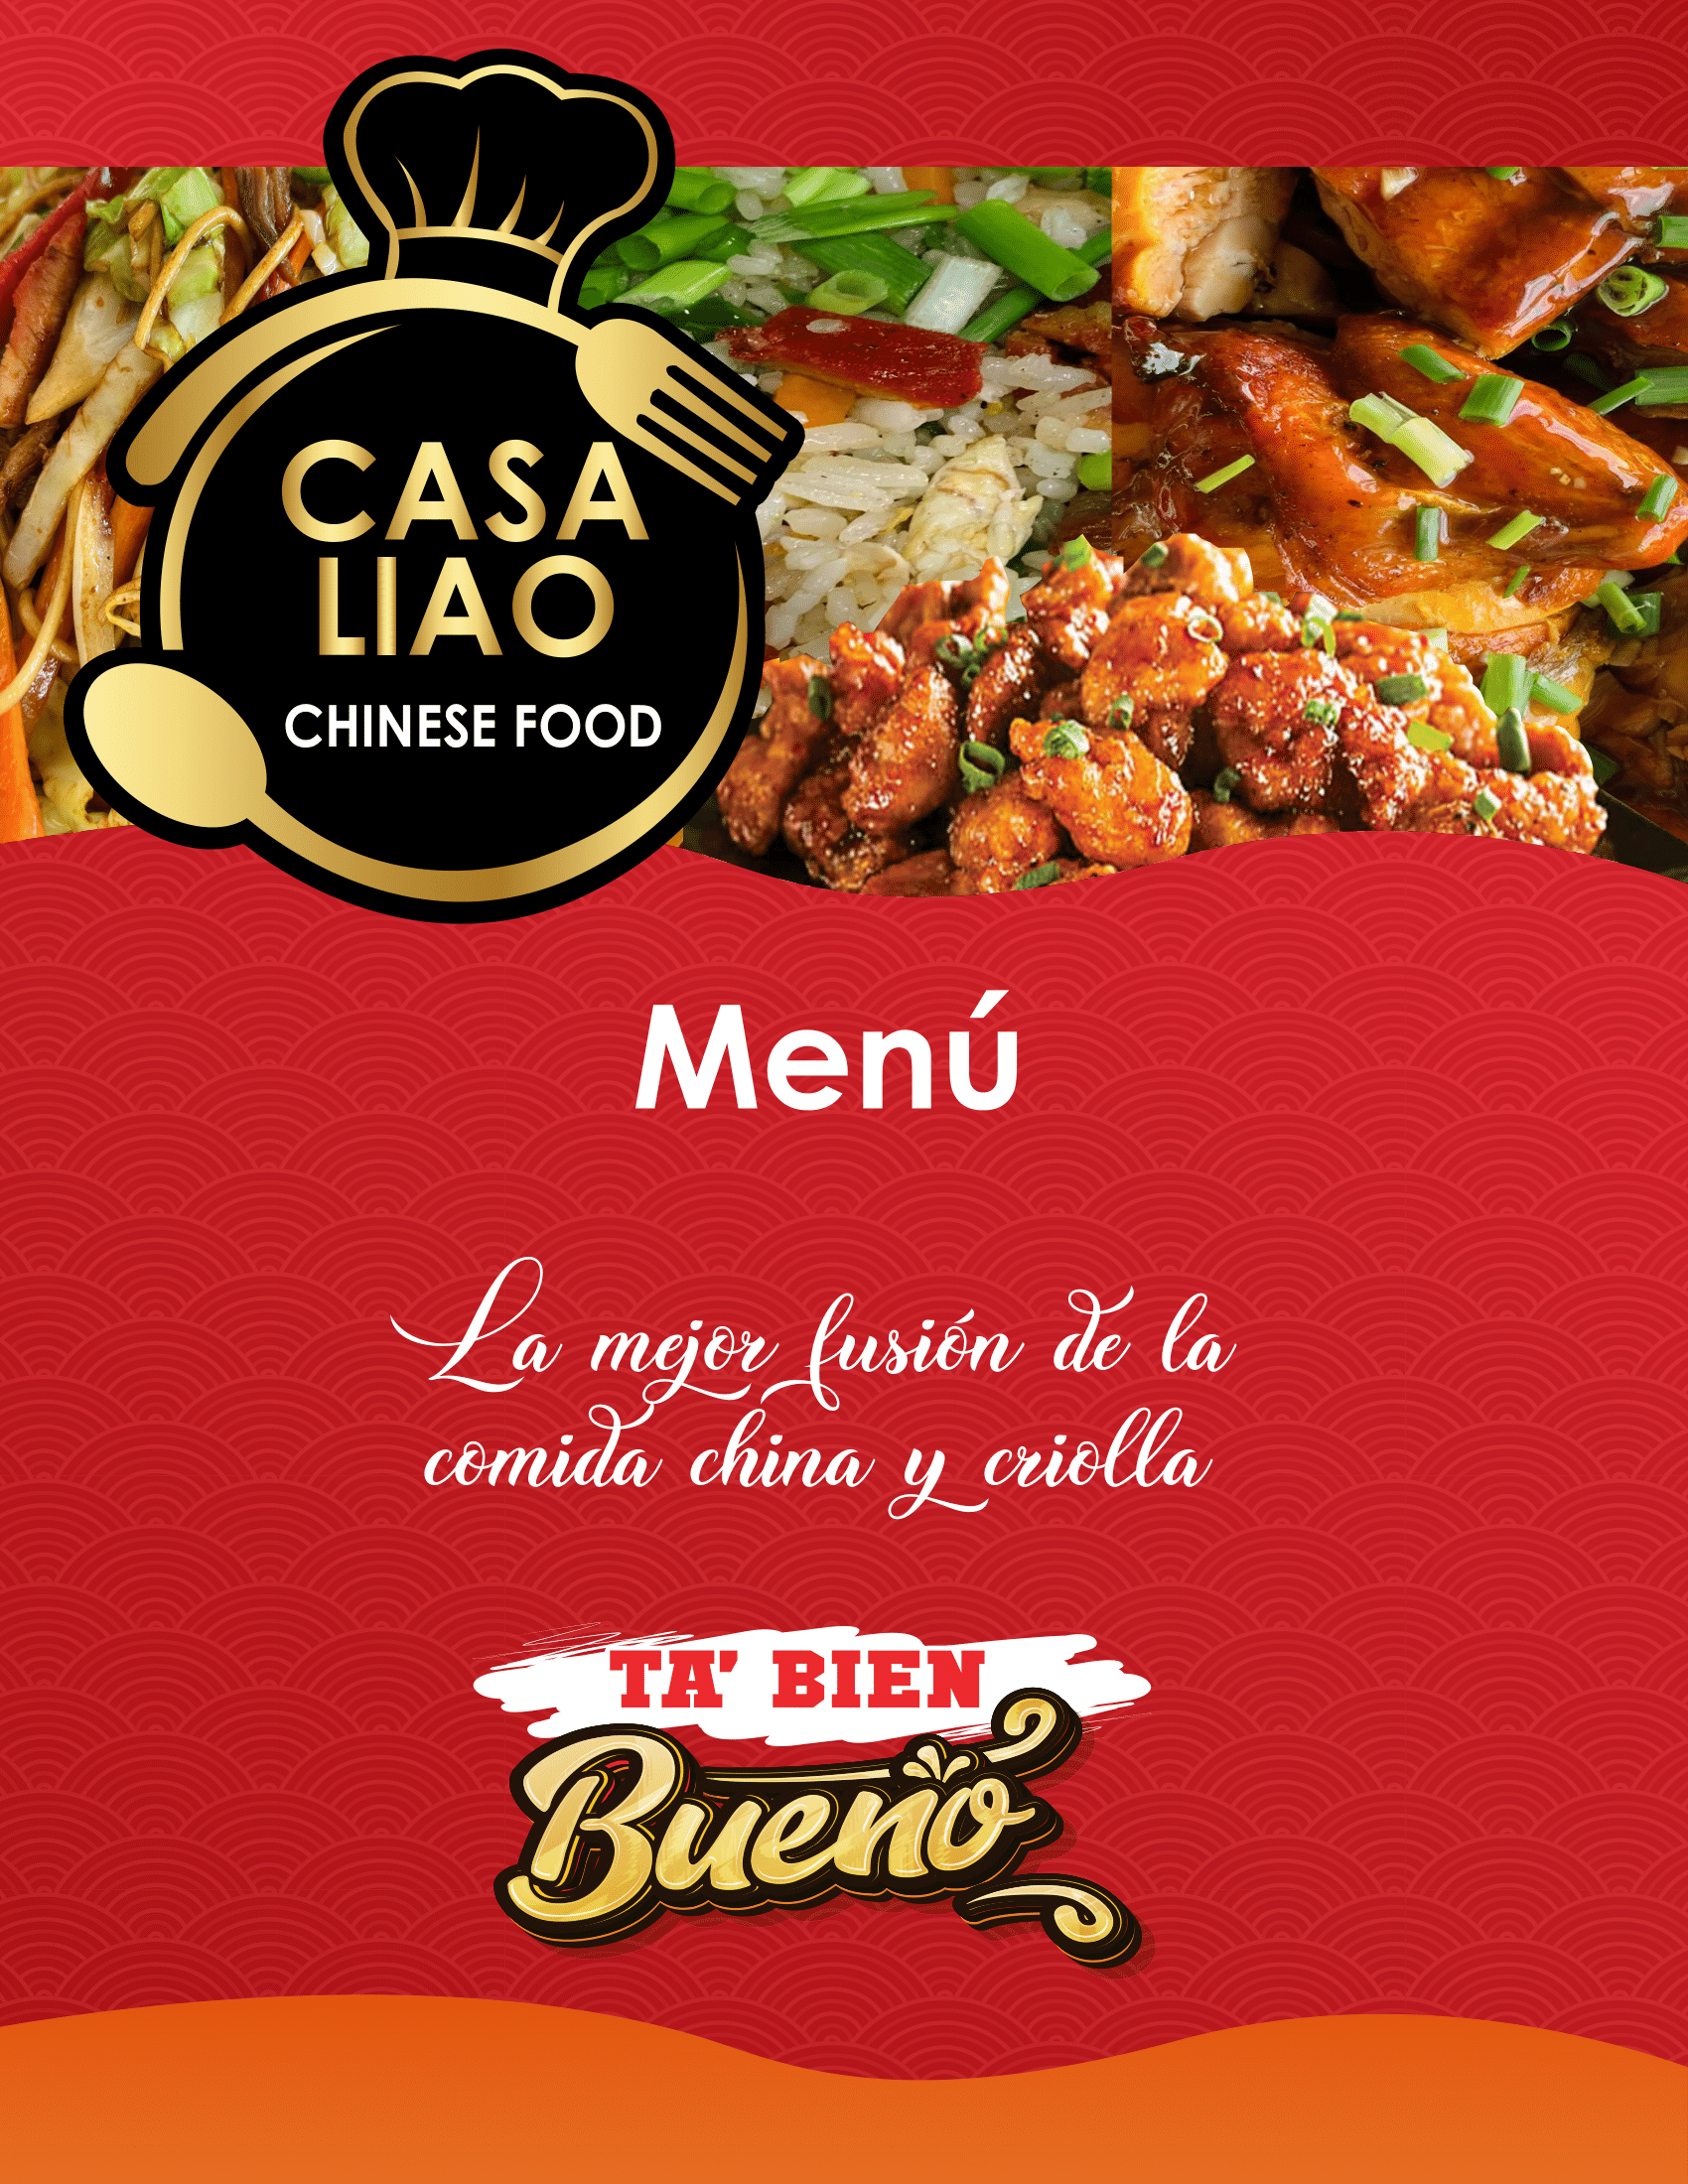 CASA
LIAO
CHINESE FOOD
Menú
La mejor fusión de la
comida china y criolla
TA' BIEN
Bueno